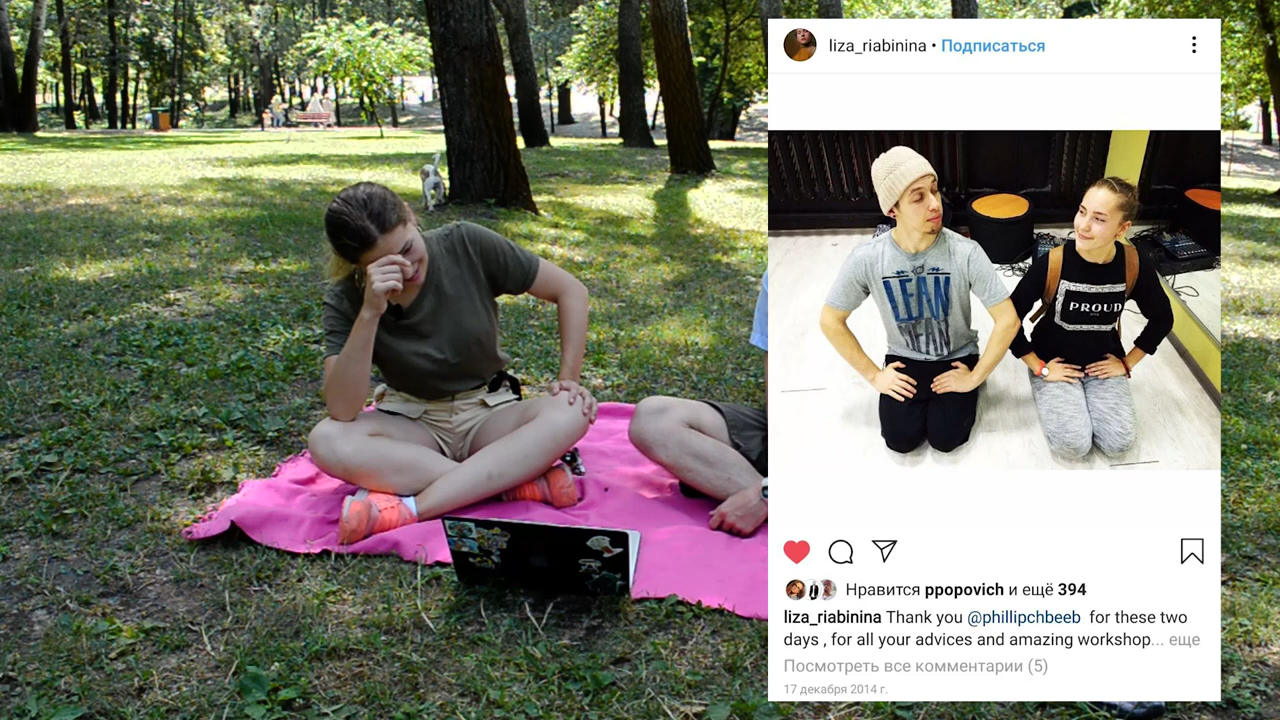 liza_riabinina • Подписаться
LEAN
PROUD
Нравится ppopovich и ещё 394
liza_riabinina Thank you @phillipchbeeb for these two
days , for all your advices and amazing workshop... еще
Посмотреть все комментарии (5)
17 декабря 2014 г.